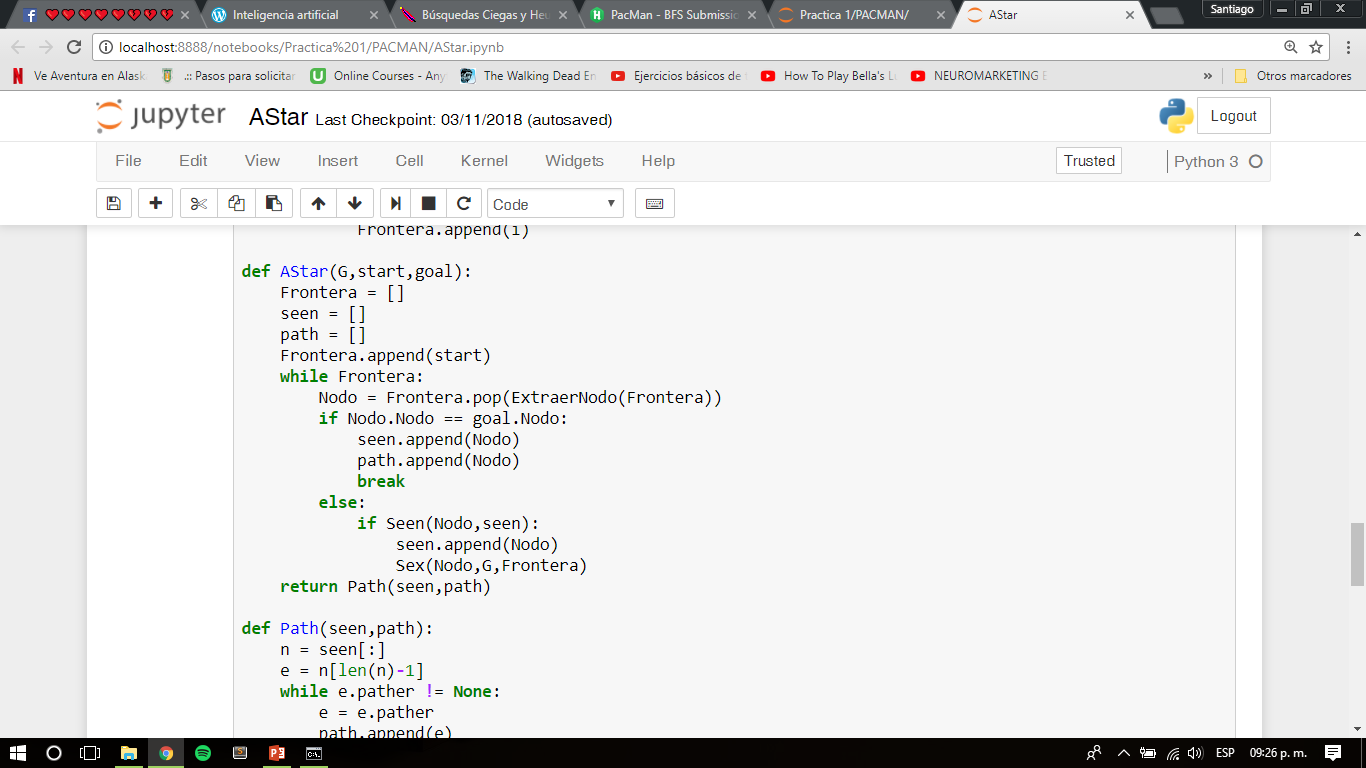 Santiago
Inteligencia artificial
Búsquedas Ciegas y Heu
PacMan - BFS Submissio
Practica 1/PACMAN/
AStar
localhost:8888/notebooks/Practica%201/PACMAN/AStar.ipynb
Ve Aventura en Alask
.:: Pasos para solicitar
Online Courses - Any
The Walking Dead En
Ejercicios básicos de
How To Play Bella's Lu
NEUROMARKETING E
»
Otros marcadores
jupyter AStar Last Checkpoint: 03/11/2018 (autosaved)
Logout
File Edit View Insert Cell Kernel Widgets Help
Trusted
Python 3
Code
Frontera.append(i)
def AStar(G,start,goal):
Frontera = []
seen = []
path = []
Frontera.append(start)
while Frontera:
Nodo = Frontera.pop(ExtraerNodo(Frontera))
if Nodo.Nodo == goal.Nodo:
seen.append(Nodo)
path.append(Nodo)
break
else:
if Seen(Nodo,seen):
seen.append(Nodo)
Sex(Nodo,G,Frontera)
return Path(seen,path)
def Path(seen,path):
n = seen[:]
e = n[len(n)-1]
while e.pather != None:
e = e.pather
path.append(e)
ESP
09:26 p. m.